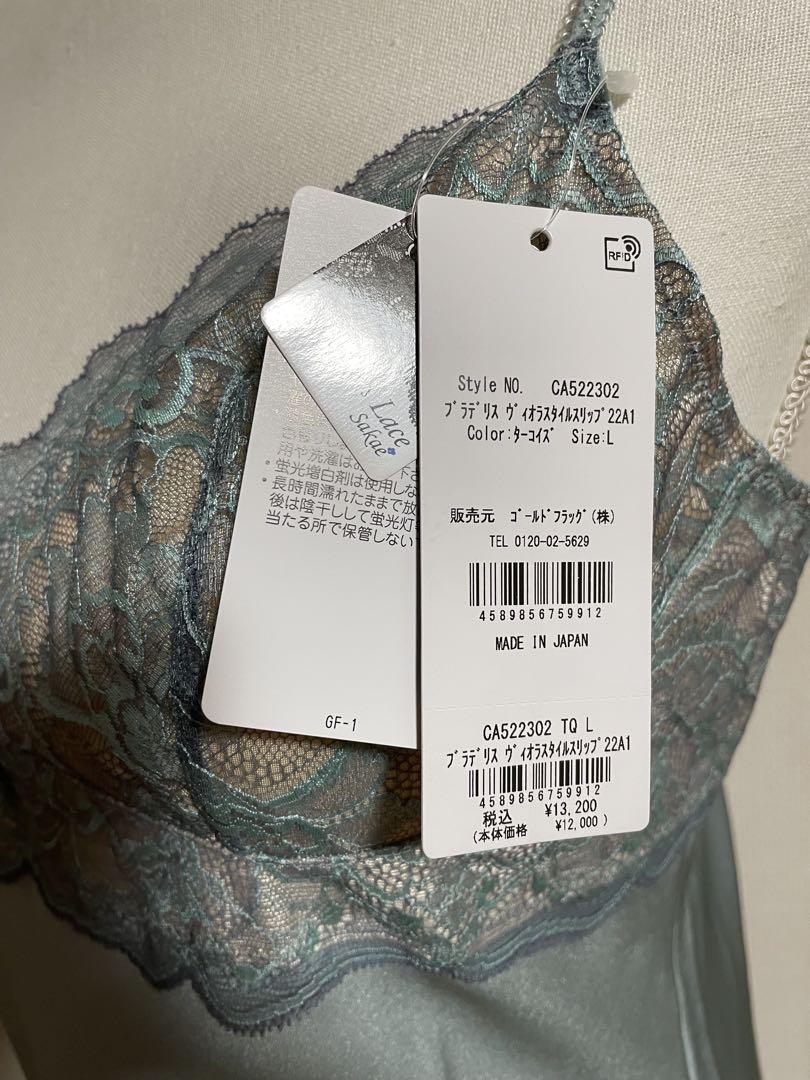 RFID
Style NO. CA522302
ﾌﾞﾗﾃﾞﾘｽ ｳﾞｨｵﾗｽﾀｲﾙｽﾘｯﾌﾟ22A1
Color:ﾀｰｺｲｽﾞ Size:L
販売元 ｺﾞｰﾙﾄﾞﾌﾗｯｸﾞ(株)
TEL 0120-02-5629
4589856759912
MADE IN JAPAN
CA522302 TQ L
ﾌﾞﾗﾃﾞﾘｽ ｳﾞｨｵﾗｽﾀｲﾙｽﾘｯﾌﾟ22A1
4589856759912
税込 ¥13,200
(本体価格 ¥12,000 )
Lace
Sakae
用や洗濯は
・蛍光増白剤は使用しな
・長時間濡れたままで放
後は陰干しして蛍光灯
当たる所で保管しない
GF-1